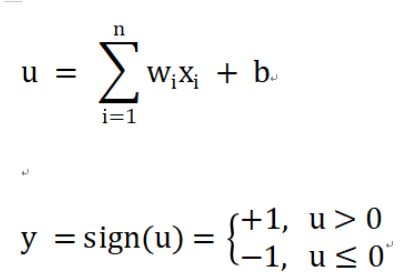 u = ∑_{i=1}^{n} w_i x_i + b
y = sign(u) = { +1, u > 0
−1, u ≤ 0